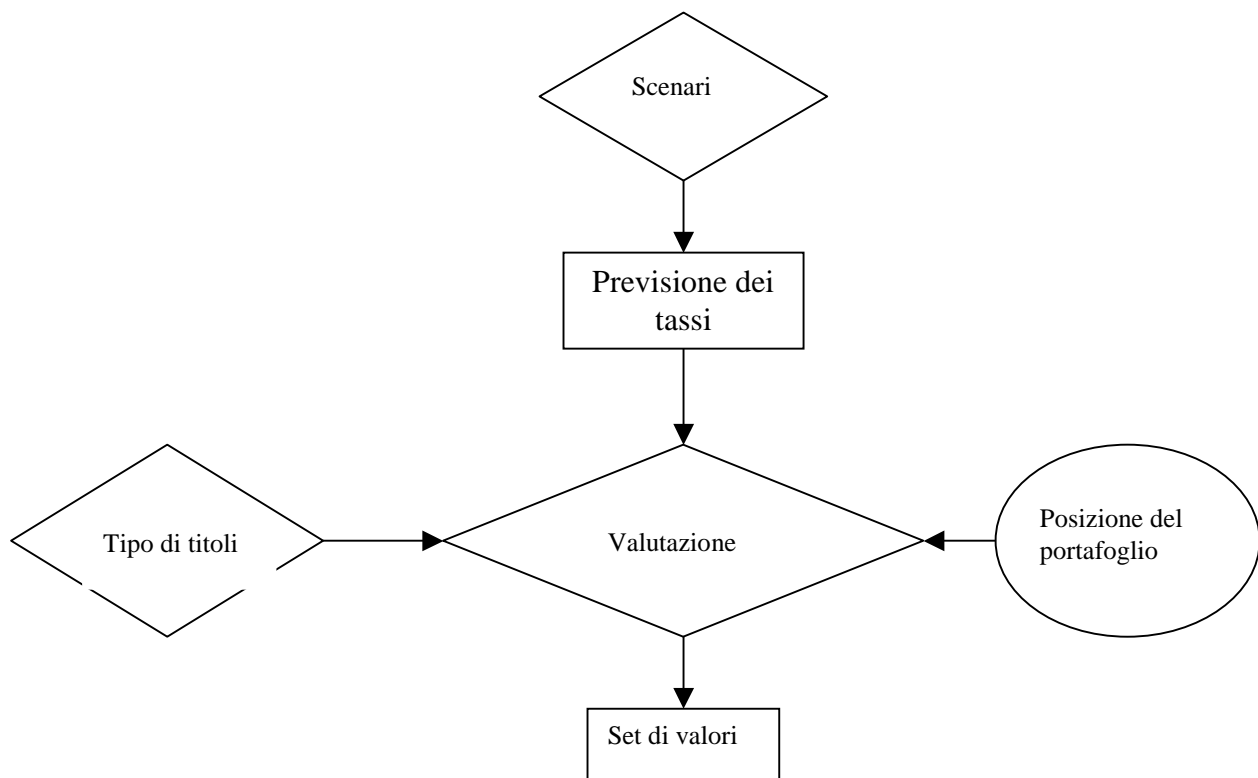 Scenari
Previsione dei
tassi
Tipo di titoli
Valutazione
Posizione del
portafoglio
Set di valori